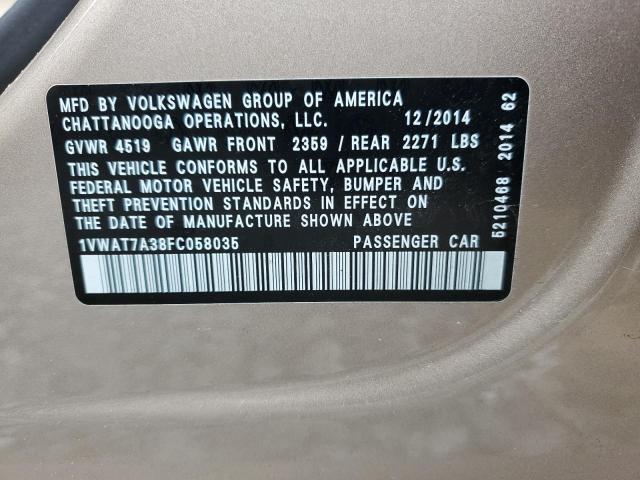 MFD BY VOLKSWAGEN GROUP OF AMERICA
CHATTANOOGA OPERATIONS, LLC. 12/2014
GVWR 4519 GAWR FRONT 2359 / REAR 2271 LBS
THIS VEHICLE CONFORMS TO ALL APPLICABLE U.S.
FEDERAL MOTOR VEHICLE SAFETY, BUMPER AND
THEFT PREVENTION STANDARDS IN EFFECT ON
THE DATE OF MANUFACTURE SHOWN ABOVE
1VWAT7A38FC058035 PASSENGER CAR
5210468 2014 62